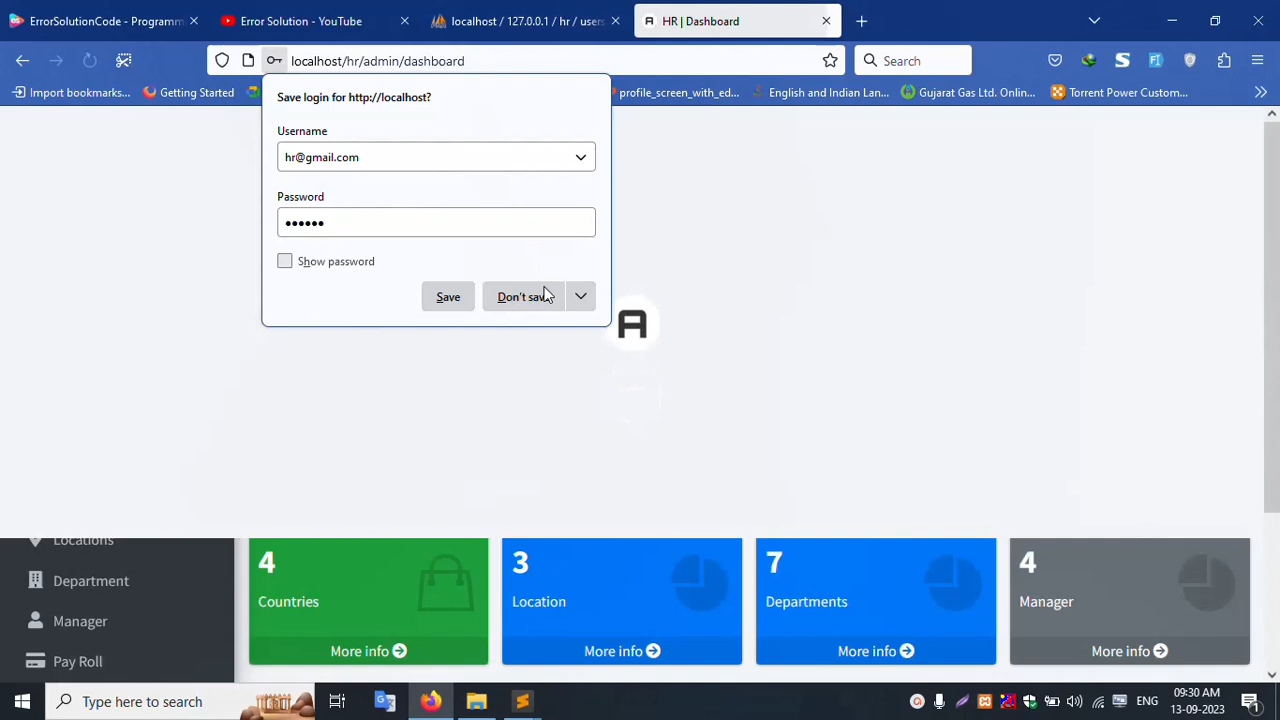 ErrorSolutionCode - Programm
Error Solution - YouTube
localhost / 127.0.0.1 / hr / users
HR | Dashboard
localhost/hr/admin/dashboard
Search
Import bookmarks...
Getting Started
profile_screen_with_ed...
English and Indian Lan...
Gujarat Gas Ltd. Onlin...
Torrent Power Custom...
Save login for http://localhost?
Username
hr@gmail.com
Password
••••••
Show password
Save
Don't save
Locations
Department
Manager
Pay Roll
4
Countries
More info
3
Location
More info
7
Departments
More info
4
Manager
More info
Type here to search
ENG
09:30 AM
13-09-2023
1